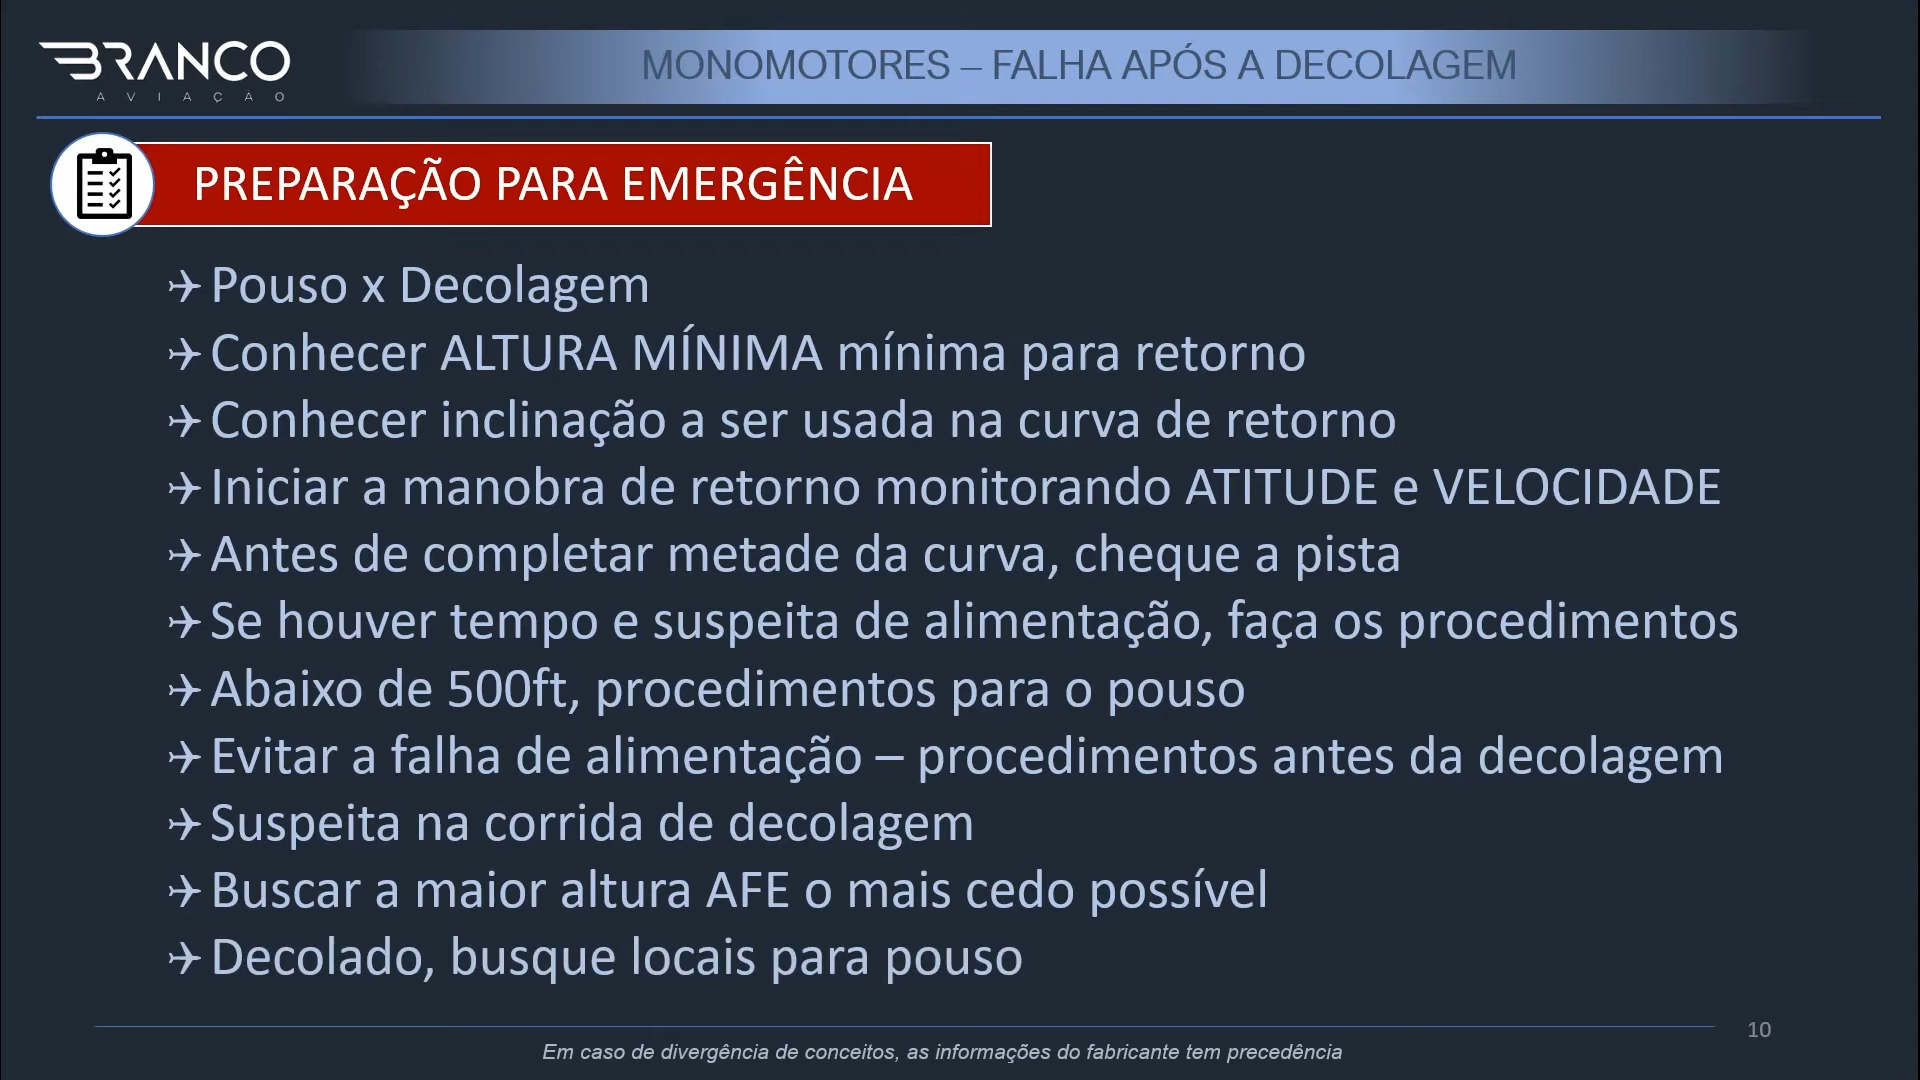 BRANCO
AVIAÇÃO
MONOMOTORES – FALHA APÓS A DECOLAGEM
PREPARAÇÃO PARA EMERGÊNCIA
Pouso x Decolagem
Conhecer ALTURA MÍNIMA mínima para retorno
Conhecer inclinação a ser usada na curva de retorno
Iniciar a manobra de retorno monitorando ATITUDE e VELOCIDADE
Antes de completar metade da curva, cheque a pista
Se houver tempo e suspeita de alimentação, faça os procedimentos
Abaixo de 500ft, procedimentos para o pouso
Evitar a falha de alimentação – procedimentos antes da decolagem
Suspeita na corrida de decolagem
Buscar a maior altura AFE o mais cedo possível
Decolado, busque locais para pouso
10
Em caso de divergência de conceitos, as informações do fabricante tem precedência